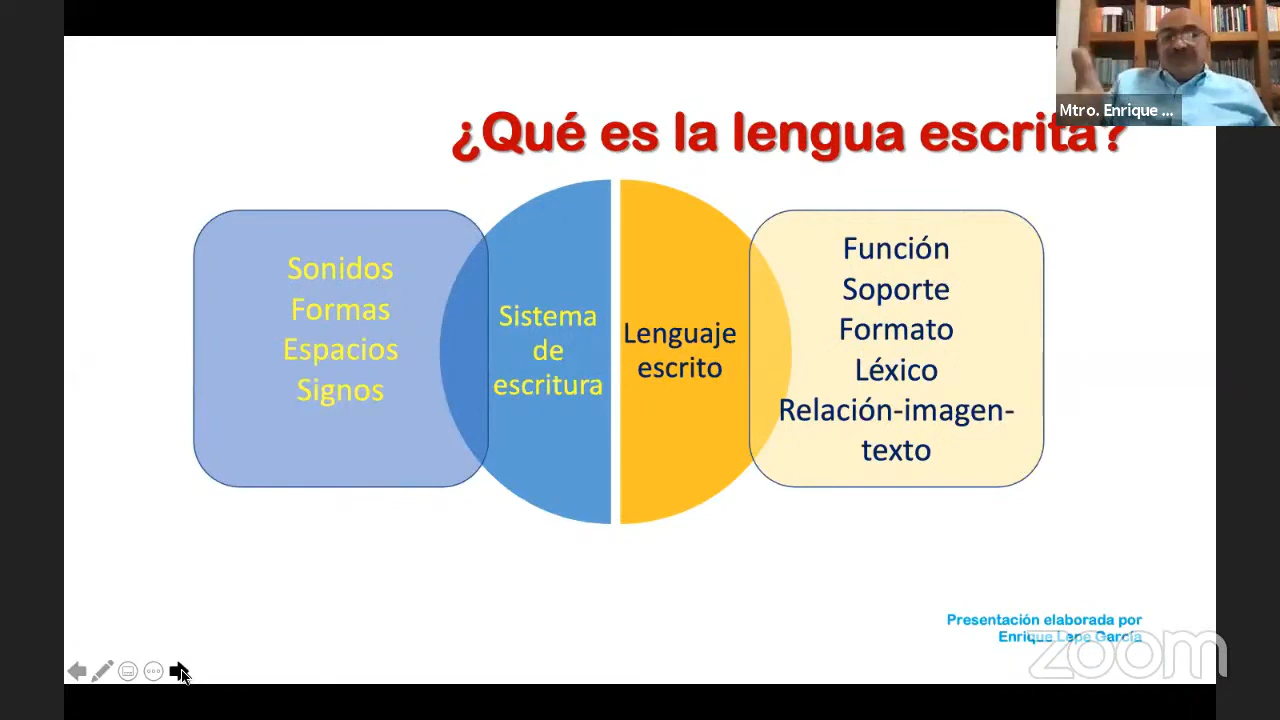 Mtro. Enrique ...
¿Qué es la lengua escrita?
Sonidos
Formas
Espacios
Signos
Sistema
de
escritura
Lenguaje
escrito
Función
Soporte
Formato
Léxico
Relación-imagen-
texto
Presentación elaborada por
Enrique Lepe García
zoom